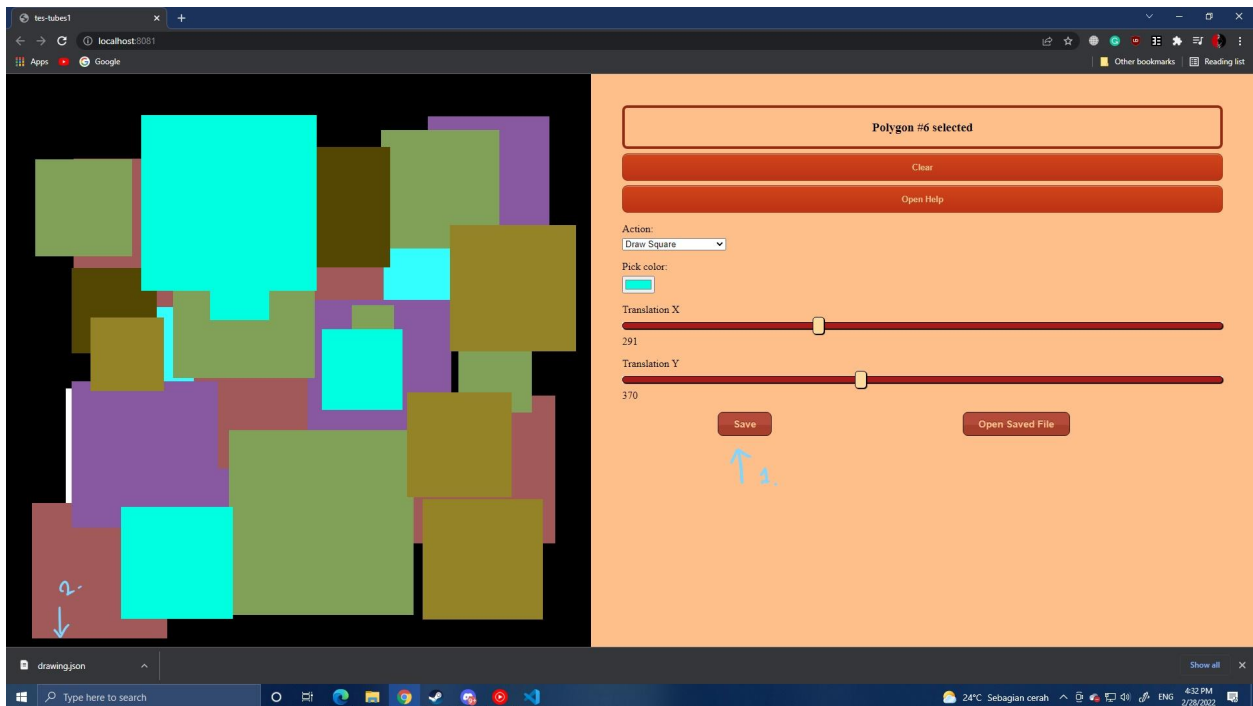 tes-tubes1
localhost:8081
Apps
Google
Other bookmarks
Reading list
Polygon #6 selected
Clear
Open Help
Action:
Draw Square
Pick color:
Translation X
291
Translation Y
370
Save
Open Saved File
1.
2.
drawing.json
Show all
Type here to search
24°C Sebagian cerah
ENG
4:32 PM
2/28/2022